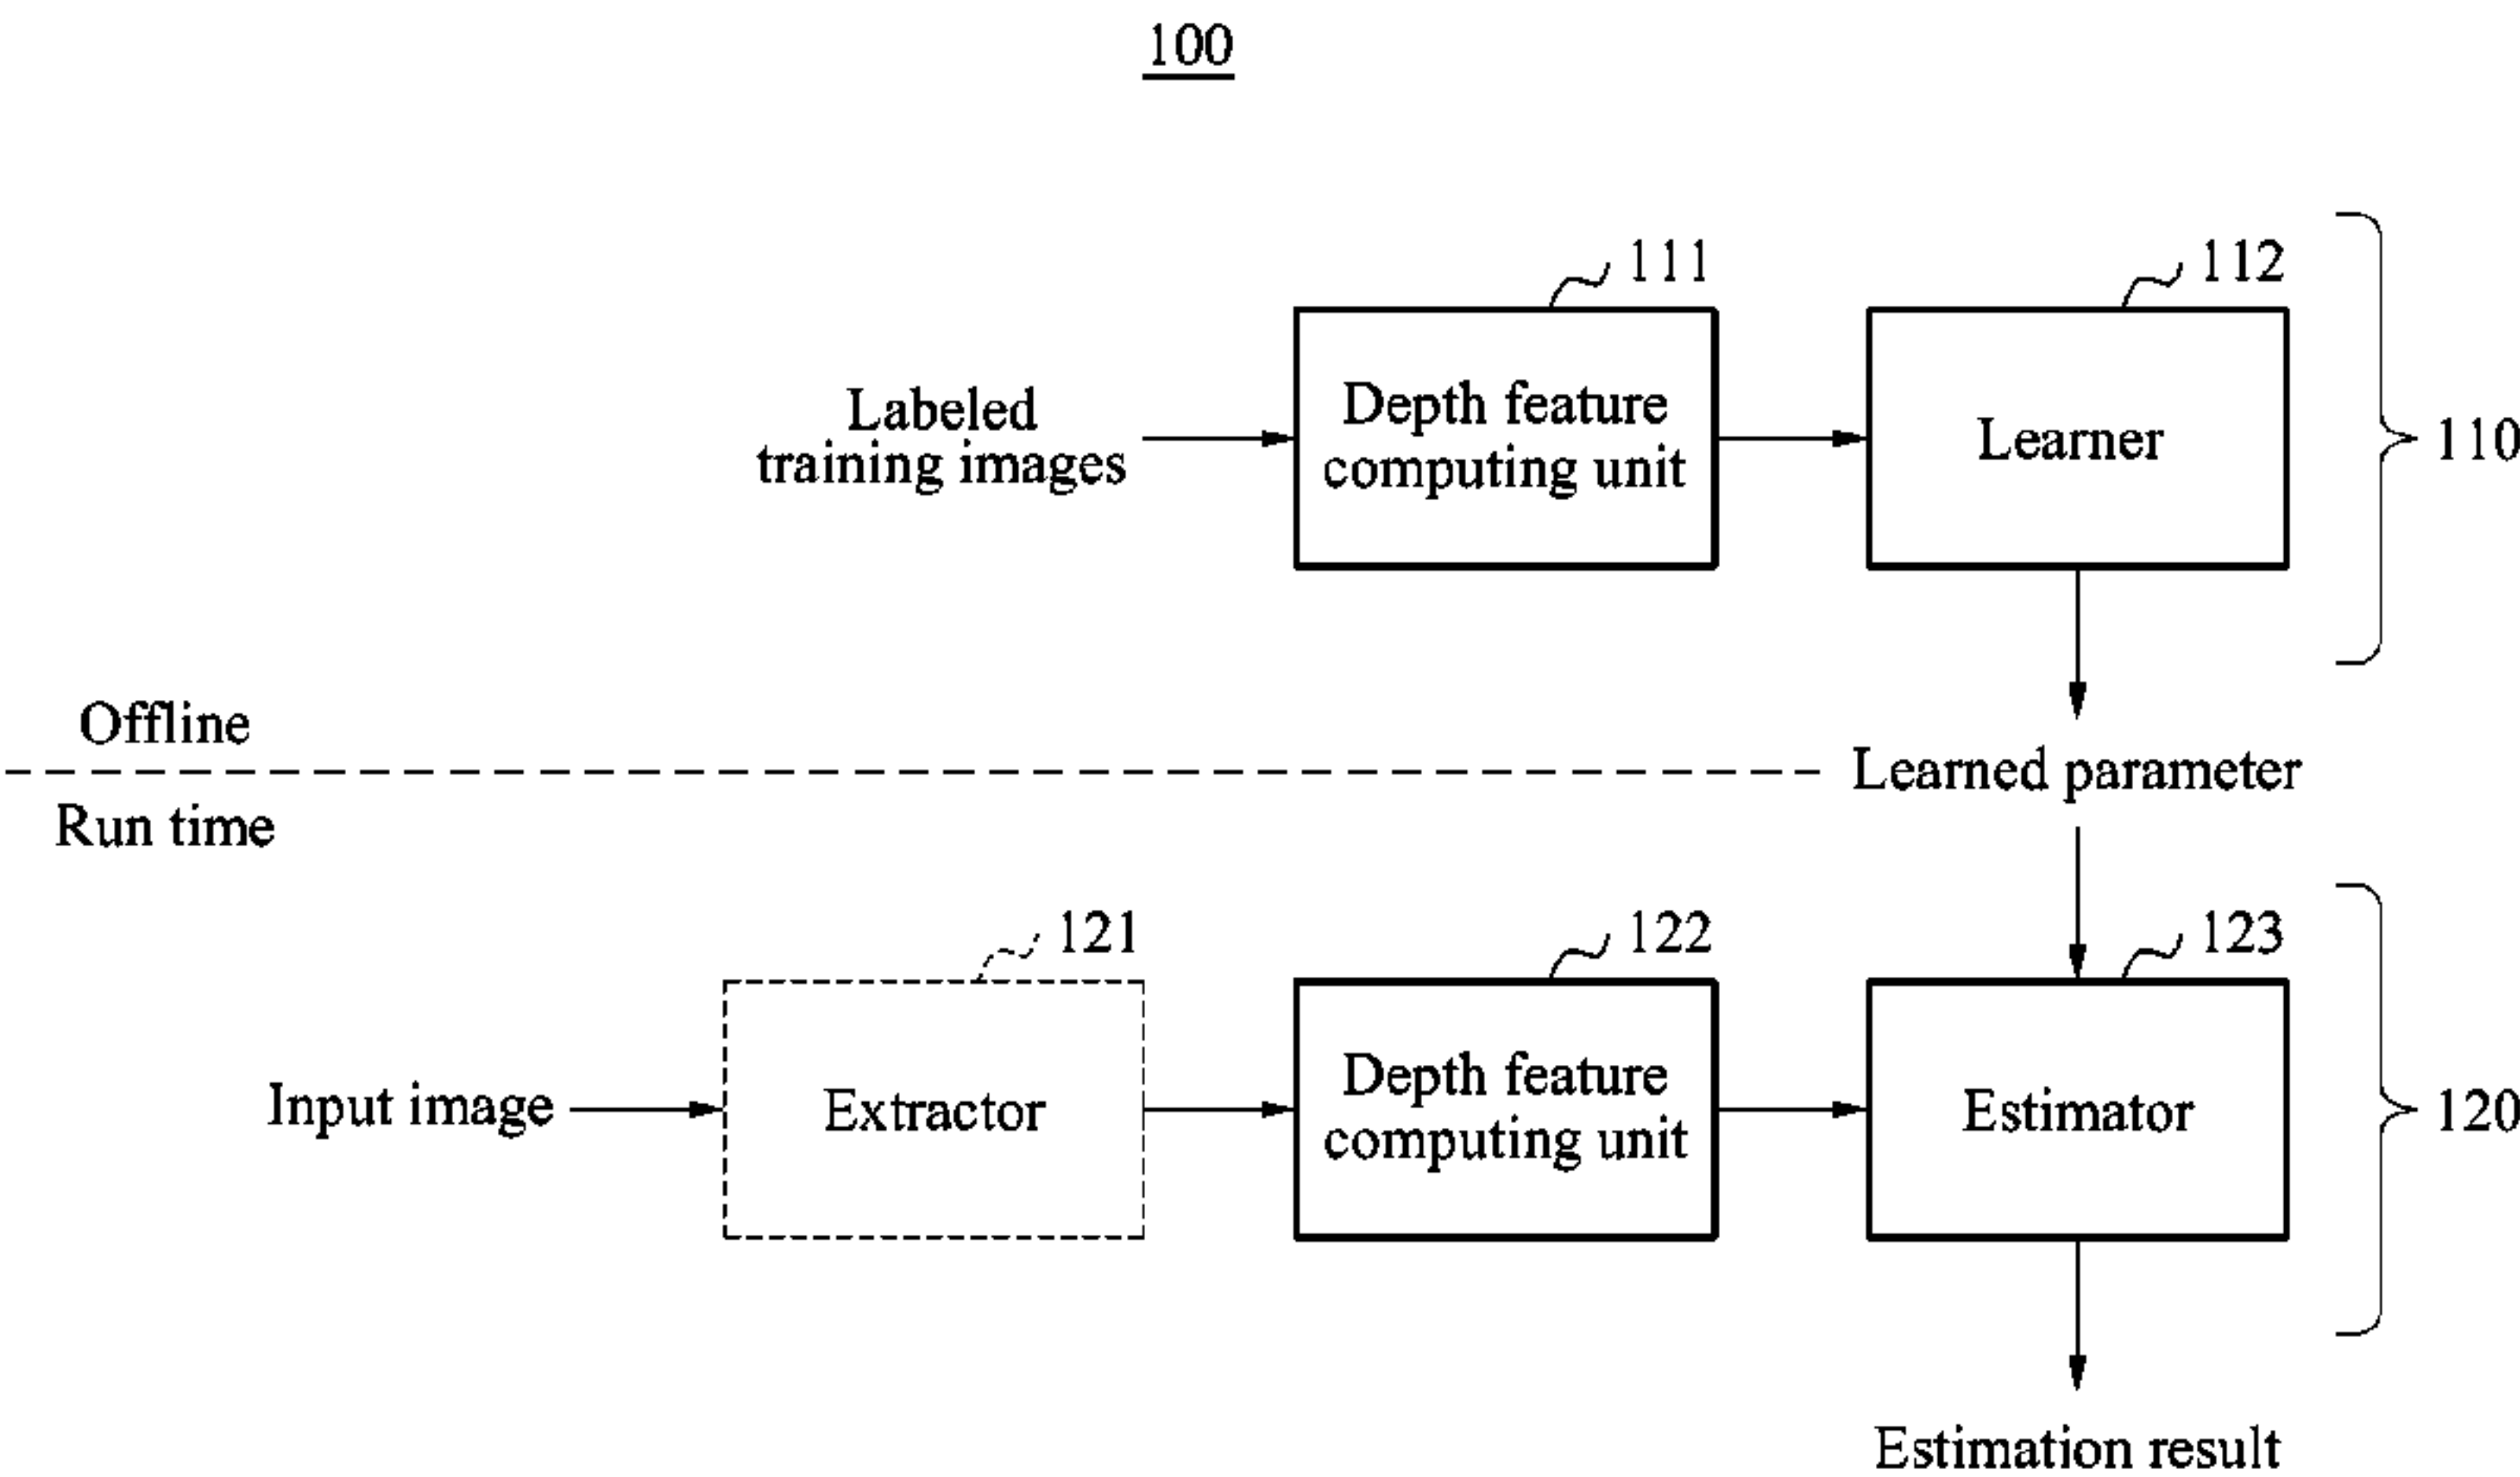 100
111
112
Labeled
training images
Depth feature
computing unit
Learner
110
Offline
Learned parameter
Run time
121
122
123
Input image
Extractor
Depth feature
computing unit
Estimator
120
Estimation result